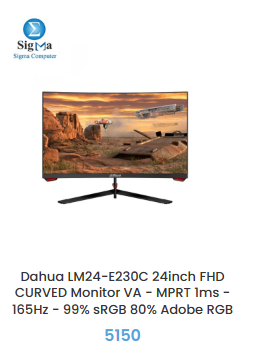 SigMa
Sigma Computer
Dahua LM24-E230C 24inch FHD
CURVED Monitor VA - MPRT 1ms -
165Hz - 99% sRGB 80% Adobe RGB
5150